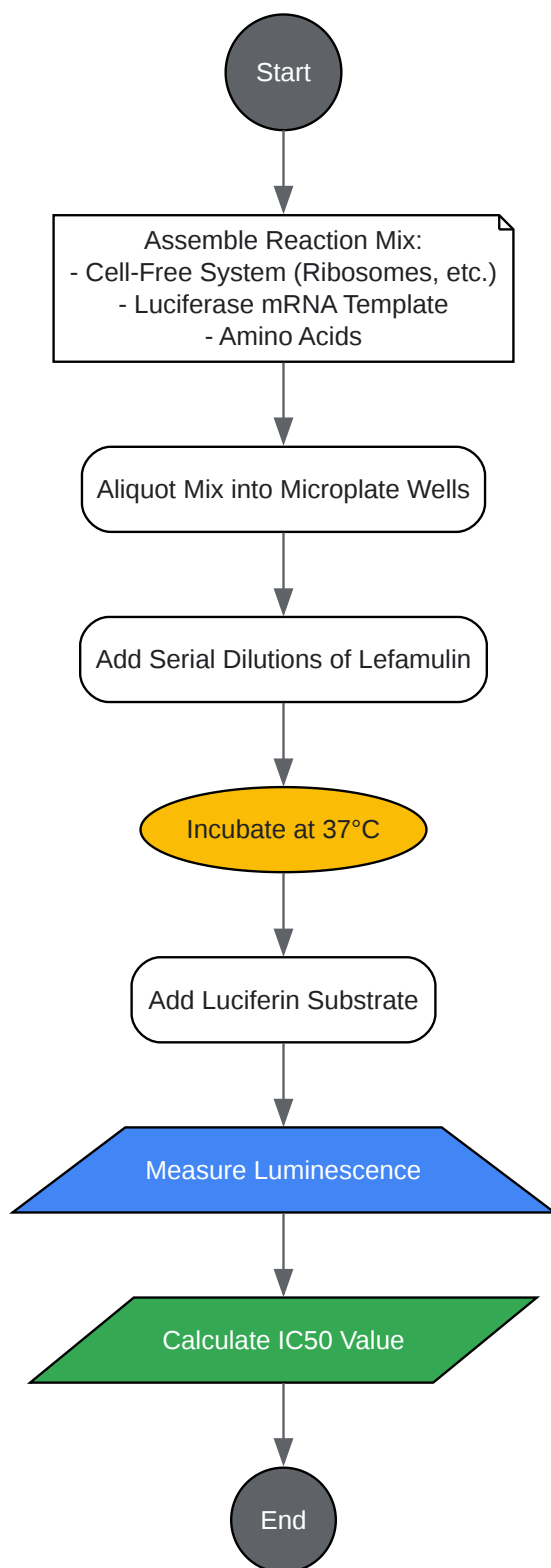 Start
Assemble Reaction Mix:
- Cell-Free System (Ribosomes, etc.)
- Luciferase mRNA Template
- Amino Acids
Aliquot Mix into Microplate Wells
Add Serial Dilutions of Lefamulin
Incubate at 37°C
Add Luciferin Substrate
Measure Luminescence
Calculate IC50 Value
End